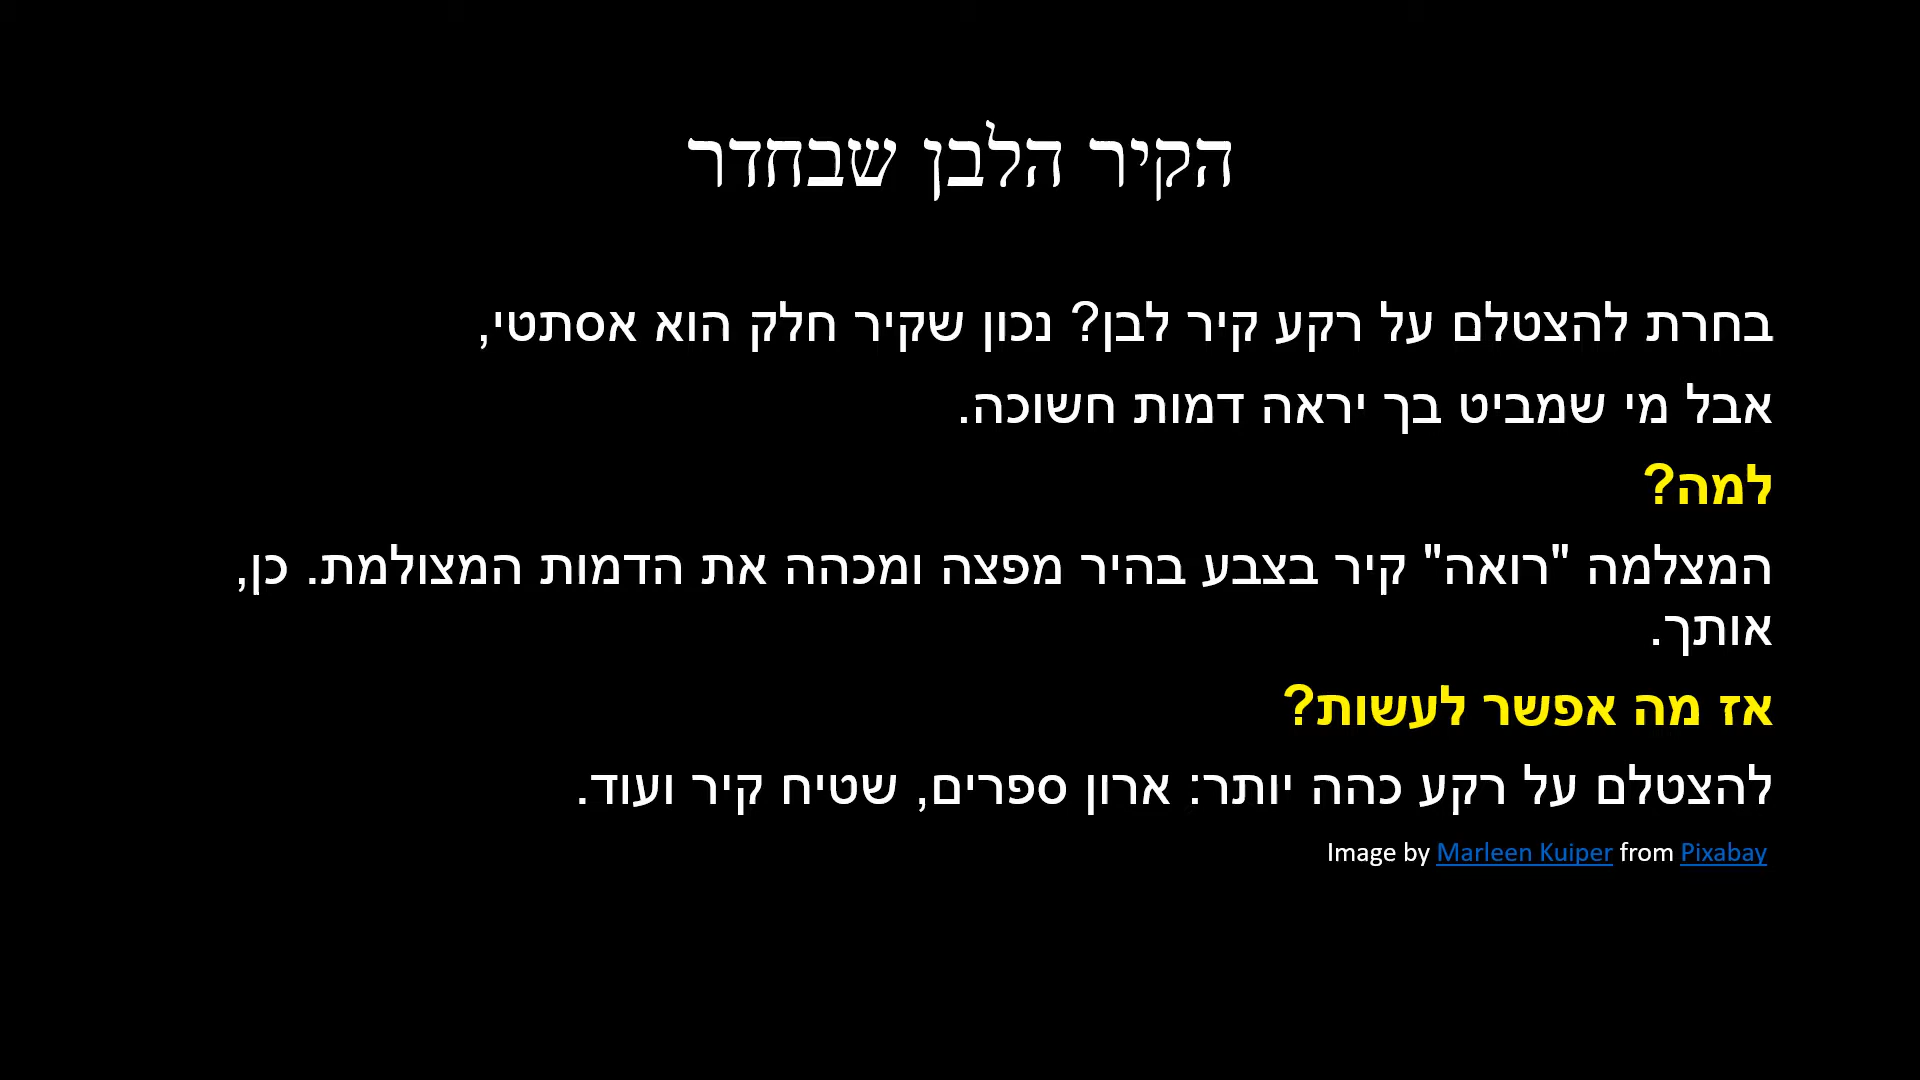 הקיר הלבן שבחדר
בחרת להצטלם על רקע קיר לבן? נכון שקיר חלק הוא אסתטי,
אבל מי שמביט בך יראה דמות חשוכה.
למה?
המצלמה "רואה" קיר בצבע בהיר מפצה ומכהה את הדמות המצולמת. כן,
אותך.
אז מה אפשר לעשות?
להצטלם על רקע כהה יותר: ארון ספרים, שטיח קיר ועוד.
Image by Marleen Kuiper from Pixabay